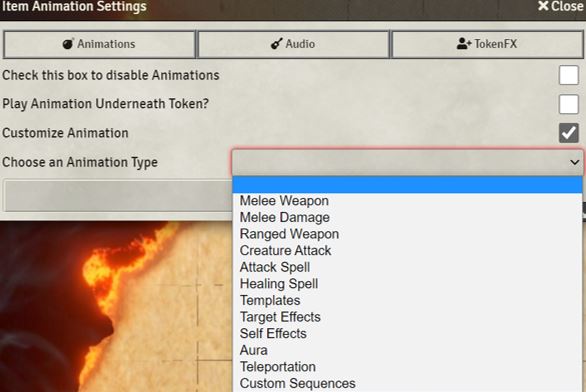 Item Animation Settings
Close
Animations
Audio
TokenFX
Check this box to disable Animations
Play Animation Underneath Token?
Customize Animation
Choose an Animation Type
Melee Weapon
Melee Damage
Ranged Weapon
Creature Attack
Attack Spell
Healing Spell
Templates
Target Effects
Self Effects
Aura
Teleportation
Custom Sequences